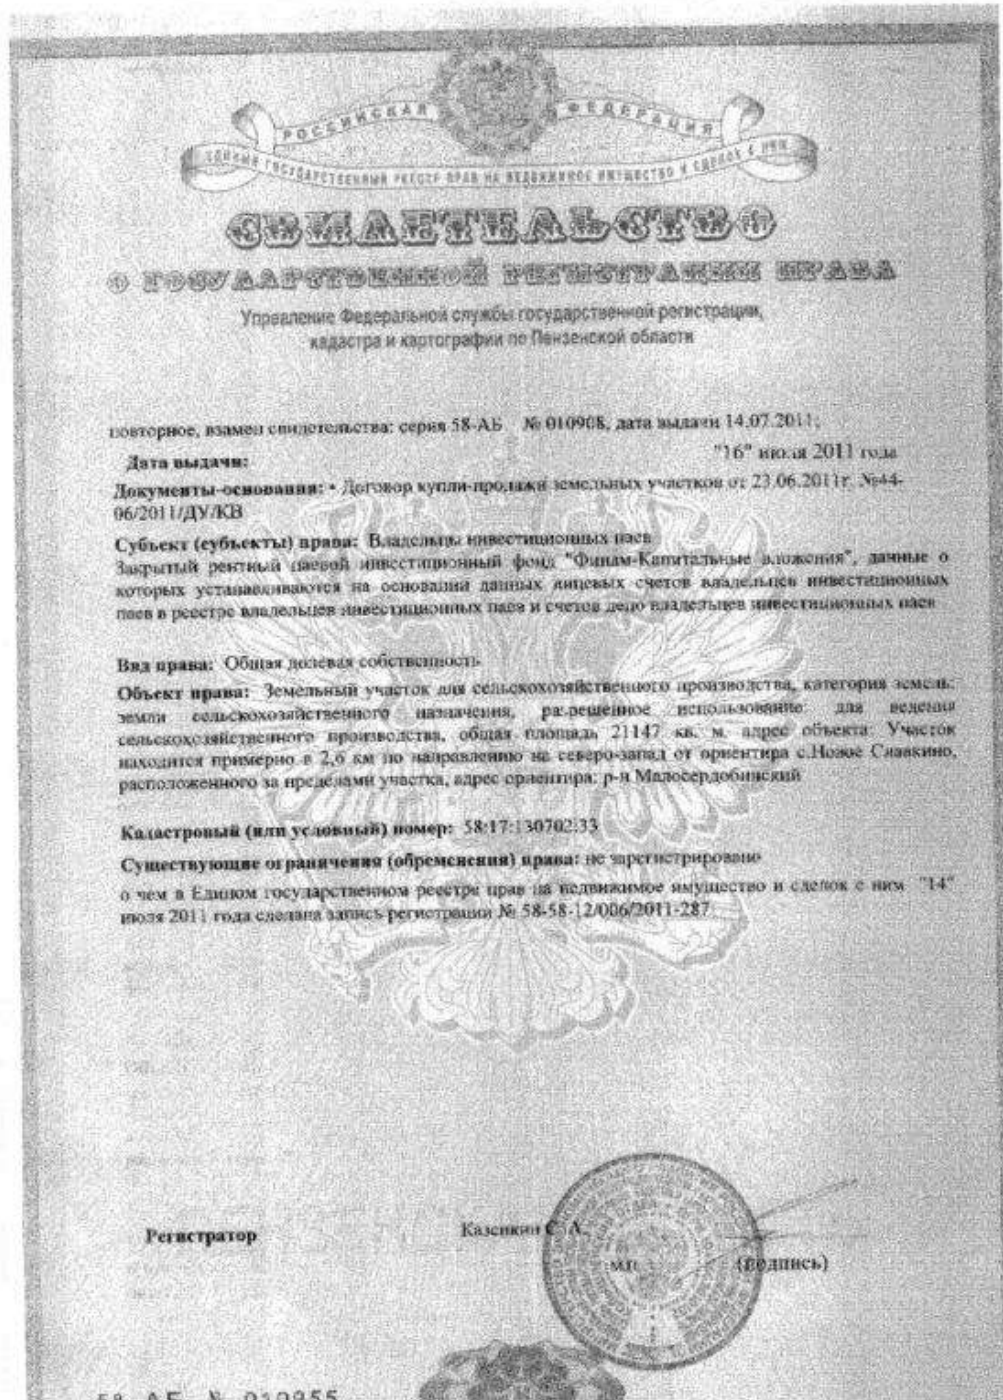 РОССИЙСКАЯ ФЕДЕРАЦИЯ
ЕДИНЫЙ ГОСУДАРСТВЕННЫЙ РЕЕСТР ПРАВ НА НЕДВИЖИМОЕ ИМУЩЕСТВО И СДЕЛОК С НИМ
СВИДЕТЕЛЬСТВО
О ГОСУДАРСТВЕННОЙ РЕГИСТРАЦИИ ПРАВА
Управление Федеральной службы государственной регистрации,
кадастра и картографии по Пензенской области
повторное, взамен свидетельства: серия 58-АБ № 010908, дата выдачи 14.07.2011;
Дата выдачи: "16" июля 2011 года
Документы-основания: • Договор купли-продажи земельных участков от 23.06.2011г. №44-
06/2011/ДУ/КВ
Субъект (субъекты) права: Владельцы инвестиционных паев
Закрытый рентный паевой инвестиционный фонд "Финам-Капитальные вложения", данные о
которых устанавливаются на основании данных лицевых счетов владельцев инвестиционных
паев в реестре владельцев инвестиционных паев и счетов депо владельцев инвестиционных паев
Вид права: Общая долевая собственность
Объект права: Земельный участок для сельскохозяйственного производства, категория земель:
земли сельскохозяйственного назначения, разрешенное использование: для ведения
сельскохозяйственного производства, общая площадь 21147 кв. м, адрес объекта: Участок
находится примерно в 2,6 км по направлению на северо-запад от ориентира с.Новое Славкино,
расположенного за пределами участка, адрес ориентира: р-н Малосердобинский
Кадастровый (или условный) номер: 58:17:130702:33
Существующие ограничения (обременения) права: не зарегистрировано
о чем в Едином государственном реестре прав на недвижимое имущество и сделок с ним "14"
июля 2011 года сделана запись регистрации № 58-58-12/006/2011-287
Регистратор Казенкин С. А.
М.П. (подпись)
58 АБ № 010955